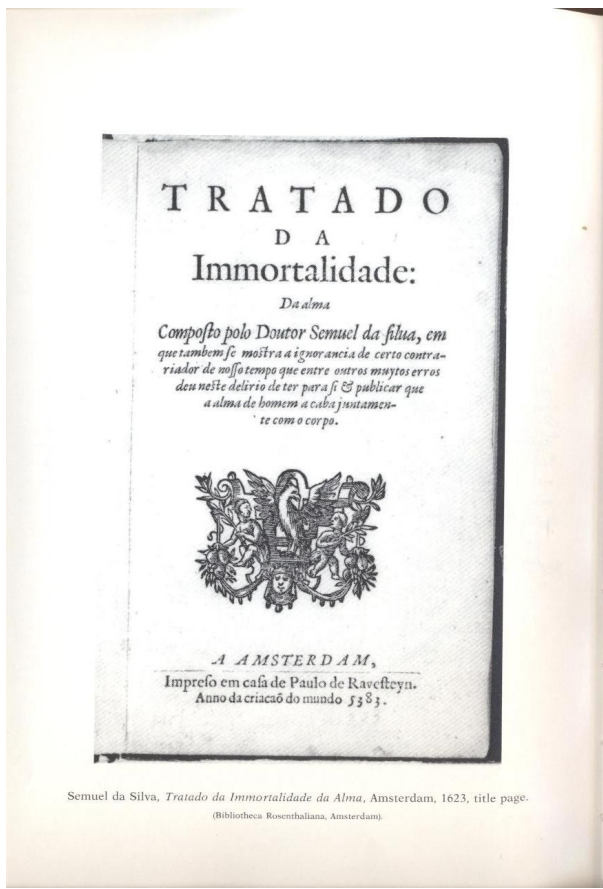 TRATADO
DA
Immortalidade:
Da alma
Compoſto polo Doutor Semuel da ſilua, em
que tambem ſe moſtra a ignorancia de certo contra-
riador de noſſo tempo que entre outros muytos erros
deu neſte delirio de ter para ſi & publicar que
a alma de homem a caba juntamen-
te com o corpo.
A AMSTERDAM,
Impreſo em caſa de Paulo de Raveſteyn.
Anno da criacaõ do mundo 5383.
Semuel da Silva, Tratado da Immortalidade da Alma, Amsterdam, 1623, title page.
(Bibliotheca Rosenthaliana, Amsterdam).